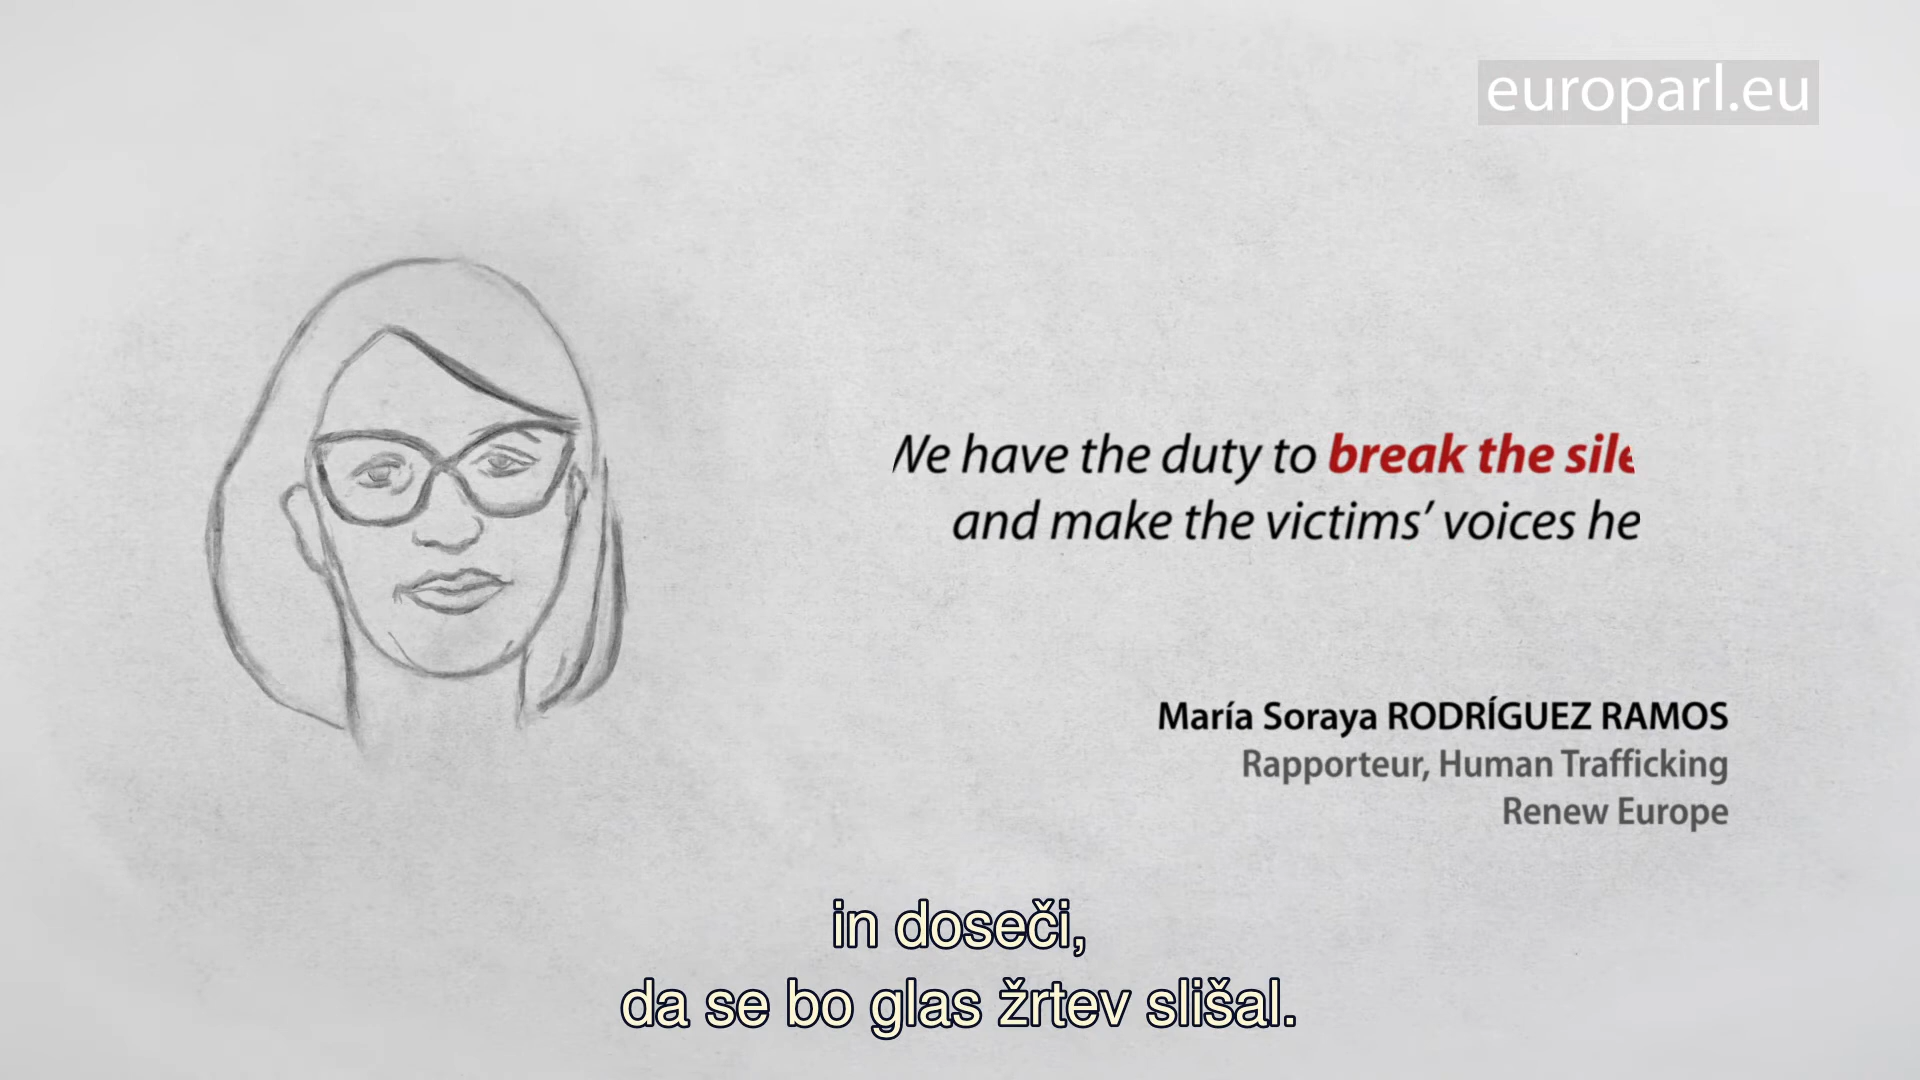 europarl.eu
We have the duty to break the sile
and make the victims’ voices he
María Soraya RODRÍGUEZ RAMOS
Rapporteur, Human Trafficking
Renew Europe
in doseči,
da se bo glas žrtev slišal.